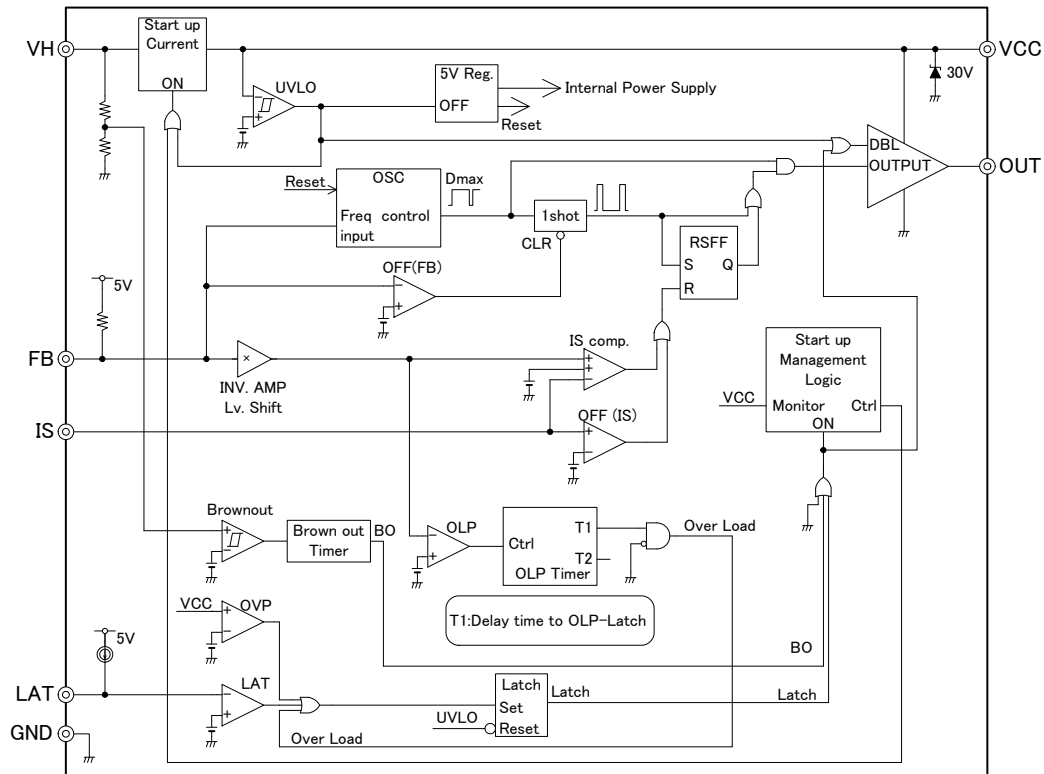 Start up
Current
ON
VH
VCC
30V
UVLO
5V Reg.
OFF
Internal Power Supply
Reset
DBL
OUTPUT
OUT
Reset
OSC
Freq control
input
Dmax
1shot
CLR
RSFF
S Q
R
OFF(FB)
5V
FB
×
INV. AMP
Lv. Shift
IS comp.
Start up
Management
Logic
VCC
Monitor Ctrl
ON
IS
OFF (IS)
Brownout
Brown out
Timer
BO
OLP
Ctrl
T1
T2
OLP Timer
Over Load
T1:Delay time to OLP-Latch
VCC
OVP
5V
BO
LAT
LAT
Latch
Set
Reset
Latch
Latch
UVLO
GND
Over Load
+
-
+
-
+
-
+
+
-
+
-
+
-
-
+
+
-
-
+